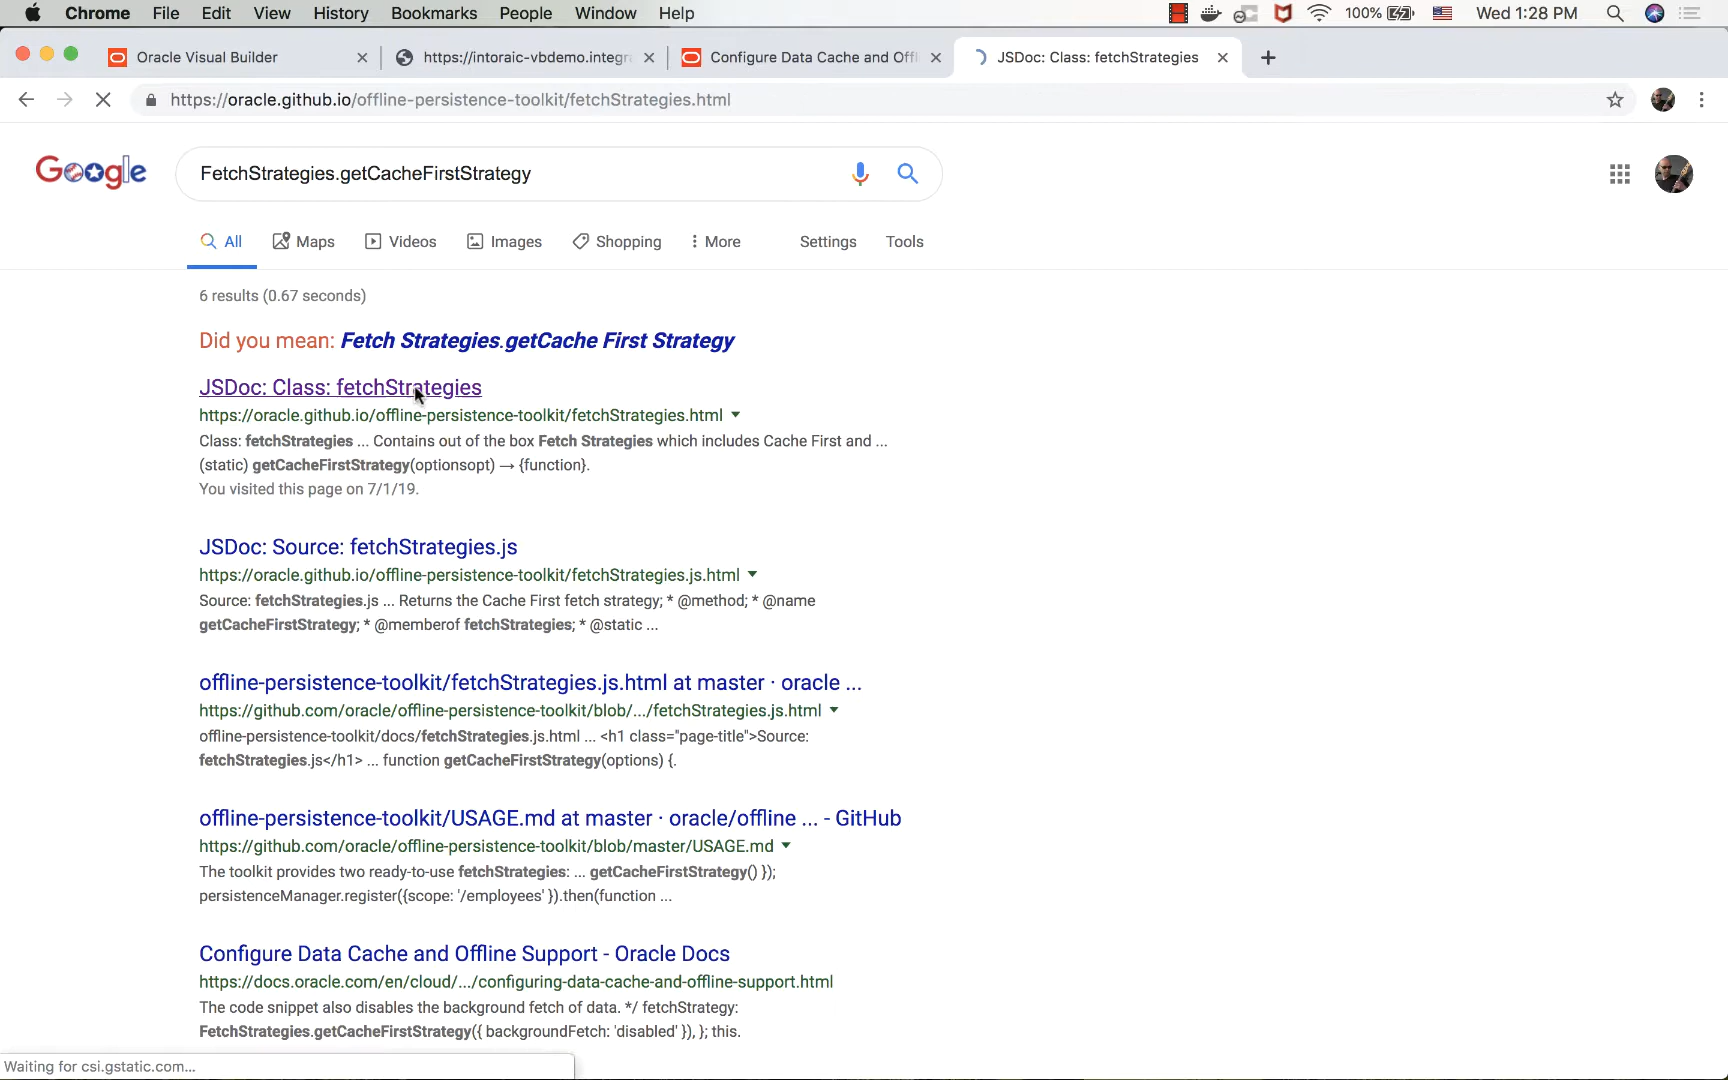 Chrome File Edit View History Bookmarks People Window Help 100% Wed 1:28 PM
Oracle Visual Builder https://intoraic-vbdemo.integr Configure Data Cache and Offl JSDoc: Class: fetchStrategies
https://oracle.github.io/offline-persistence-toolkit/fetchStrategies.html
Google FetchStrategies.getCacheFirstStrategy
All Maps Videos Images Shopping More Settings Tools
6 results (0.67 seconds)
Did you mean: Fetch Strategies.getCache First Strategy
JSDoc: Class: fetchStrategies
https://oracle.github.io/offline-persistence-toolkit/fetchStrategies.html
Class: fetchStrategies ... Contains out of the box Fetch Strategies which includes Cache First and ...
(static) getCacheFirstStrategy(optionsopt) → {function}.
You visited this page on 7/1/19.
JSDoc: Source: fetchStrategies.js
https://oracle.github.io/offline-persistence-toolkit/fetchStrategies.js.html
Source: fetchStrategies.js ... Returns the Cache First fetch strategy; * @method; * @name
getCacheFirstStrategy; * @memberof fetchStrategies; * @static ...
offline-persistence-toolkit/fetchStrategies.js.html at master · oracle ...
https://github.com/oracle/offline-persistence-toolkit/blob/.../fetchStrategies.js.html
offline-persistence-toolkit/docs/fetchStrategies.js.html ... <h1 class="page-title">Source:
fetchStrategies.js</h1> ... function getCacheFirstStrategy(options) {.
offline-persistence-toolkit/USAGE.md at master · oracle/offline ... - GitHub
https://github.com/oracle/offline-persistence-toolkit/blob/master/USAGE.md
The toolkit provides two ready-to-use fetchStrategies: ... getCacheFirstStrategy() });
persistenceManager.register({scope: '/employees' }).then(function ...
Configure Data Cache and Offline Support - Oracle Docs
https://docs.oracle.com/en/cloud/.../configuring-data-cache-and-offline-support.html
The code snippet also disables the background fetch of data. */ fetchStrategy:
FetchStrategies.getCacheFirstStrategy({ backgroundFetch: 'disabled' }), }; this.
Waiting for csi.gstatic.com...